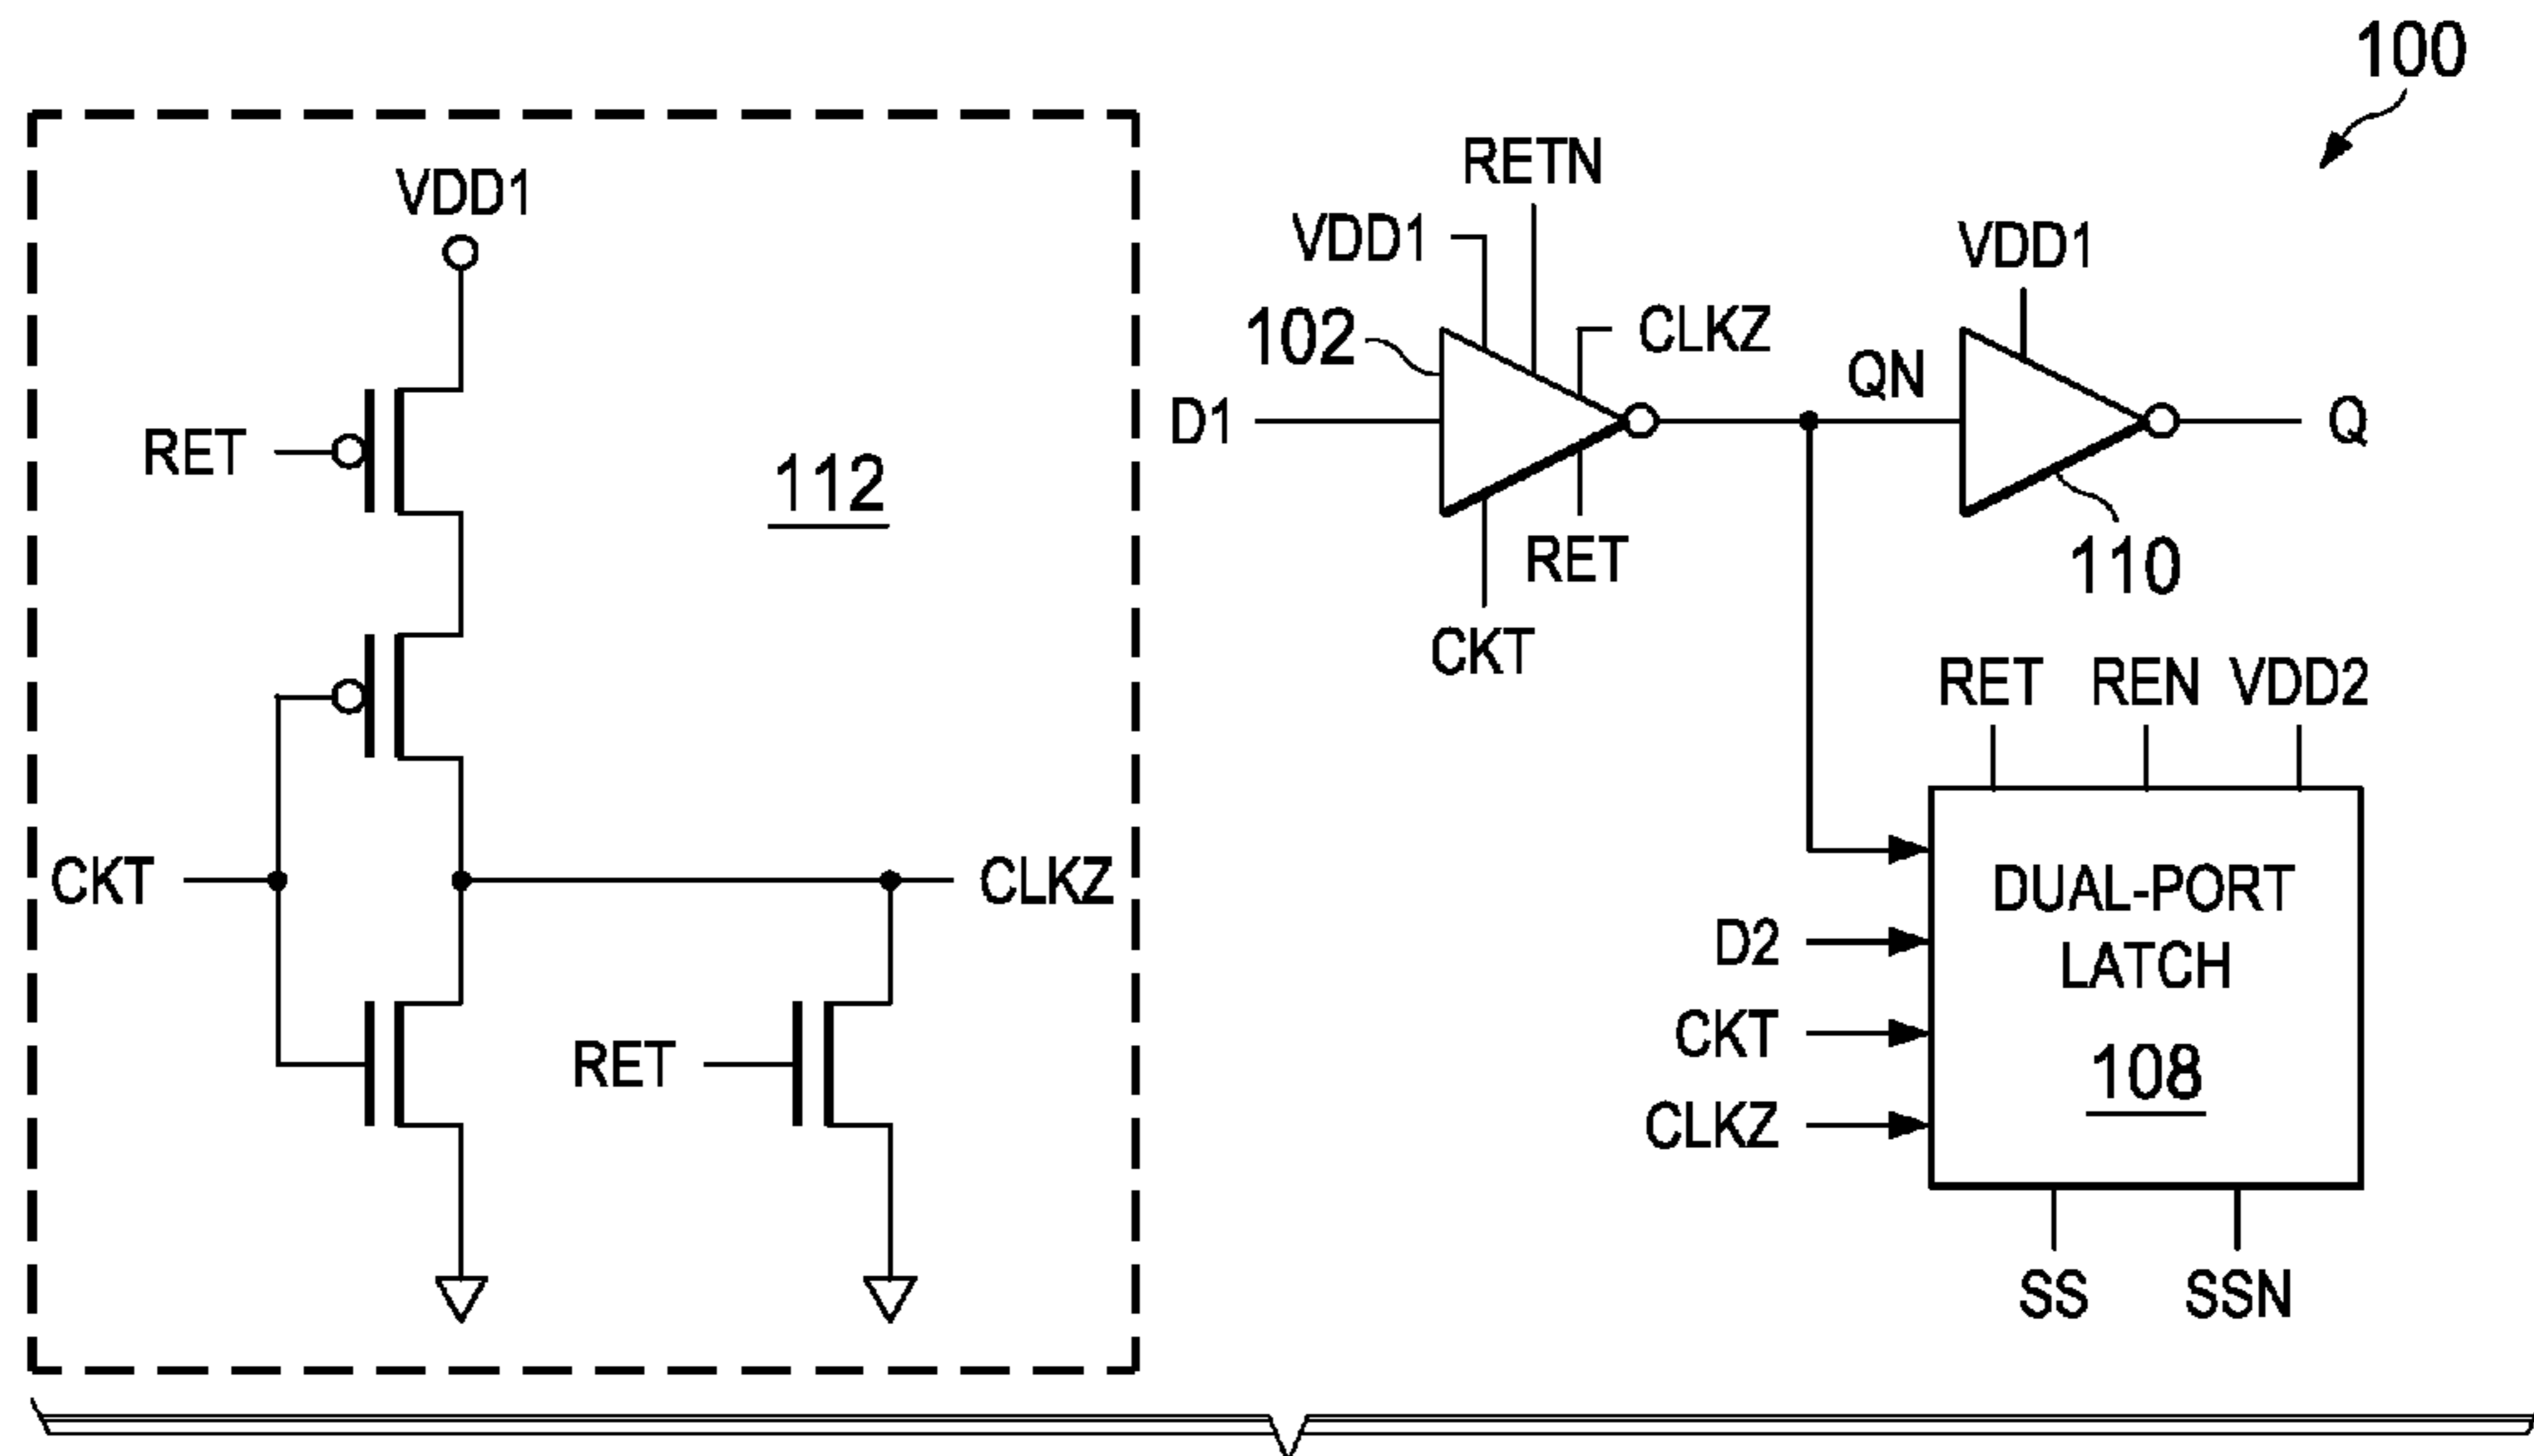 100
VDD1
RET
112
CKT
CLKZ
RET
RETN
VDD1
102
CLKZ
D1
RET
CKT
QN
VDD1
Q
110
RET REN VDD2
DUAL-PORT
LATCH
108
D2
CKT
CLKZ
SS SSN